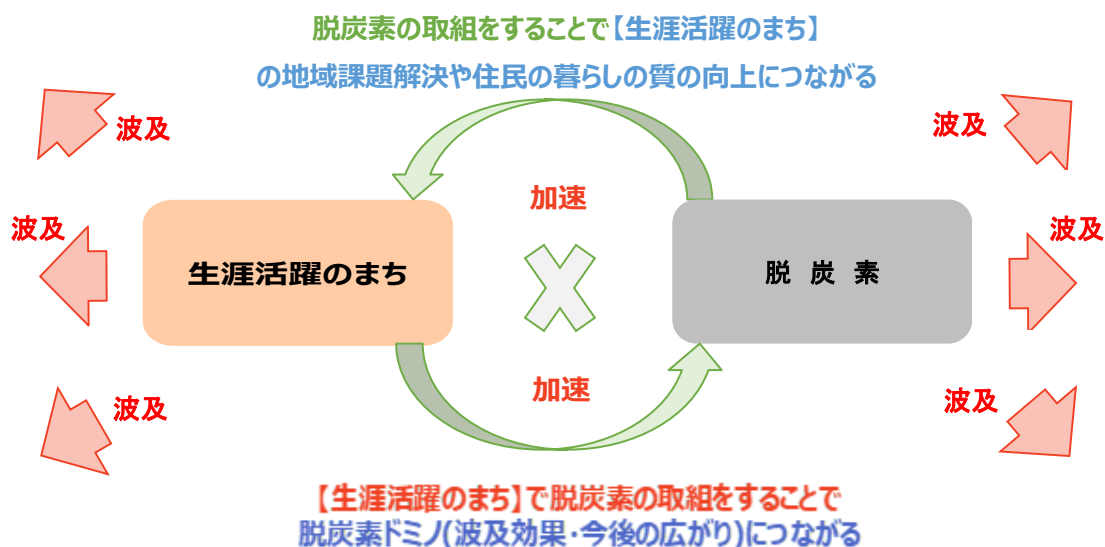 脱炭素の取組をすることで【生涯活躍のまち】
の地域課題解決や住民の暮らしの質の向上につながる
波及
波及
加速
波及
波及
生涯活躍のまち
脱 炭 素
加速
波及
波及
【生涯活躍のまち】で脱炭素の取組をすることで
脱炭素ドミノ(波及効果・今後の広がり)につながる